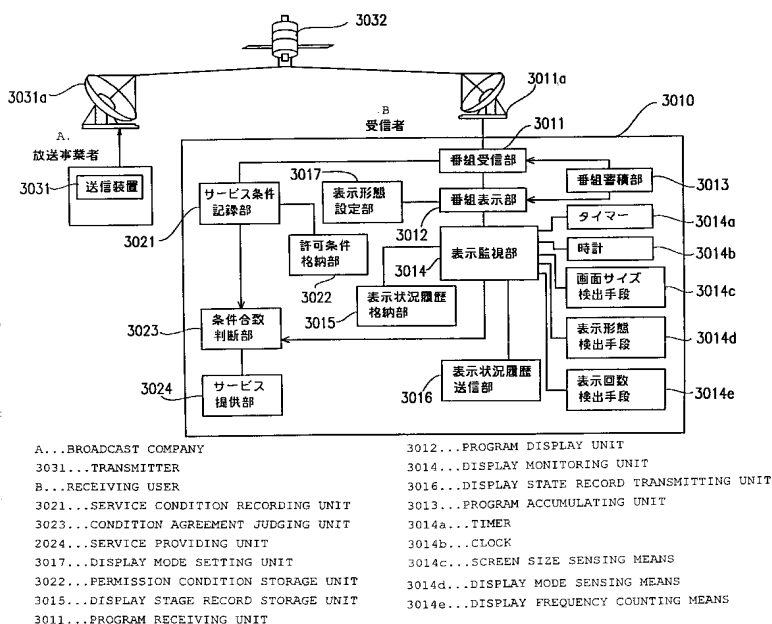 3032
3031a
3011a
A.
放送事業者
3031
送信装置
B
受信者
3010
3011
番組受信部
3017
表示形態
設定部
番組蓄積部
3013
サービス条件
記録部
3021
番組表示部
3012
タイマー
3014a
許可条件
格納部
3022
3014
表示監視部
時計
3014b
画面サイズ
検出手段
3014c
3015
表示状況履歴
格納部
3023
条件合致
判断部
表示形態
検出手段
3014d
3024
サービス
提供部
3016
表示状況履歴
送信部
表示回数
検出手段
3014e
A...BROADCAST COMPANY
3031...TRANSMITTER
B...RECEIVING USER
3021...SERVICE CONDITION RECORDING UNIT
3023...CONDITION AGREEMENT JUDGING UNIT
2024...SERVICE PROVIDING UNIT
3017...DISPLAY MODE SETTING UNIT
3022...PERMISSION CONDITION STORAGE UNIT
3015...DISPLAY STAGE RECORD STORAGE UNIT
3011...PROGRAM RECEIVING UNIT
3012...PROGRAM DISPLAY UNIT
3014...DISPLAY MONITORING UNIT
3016...DISPLAY STATE RECORD TRANSMITTING UNIT
3013...PROGRAM ACCUMULATING UNIT
3014a...TIMER
3014b...CLOCK
3014c...SCREEN SIZE SENSING MEANS
3014d...DISPLAY MODE SENSING MEANS
3014e...DISPLAY FREQUENCY COUNTING MEANS